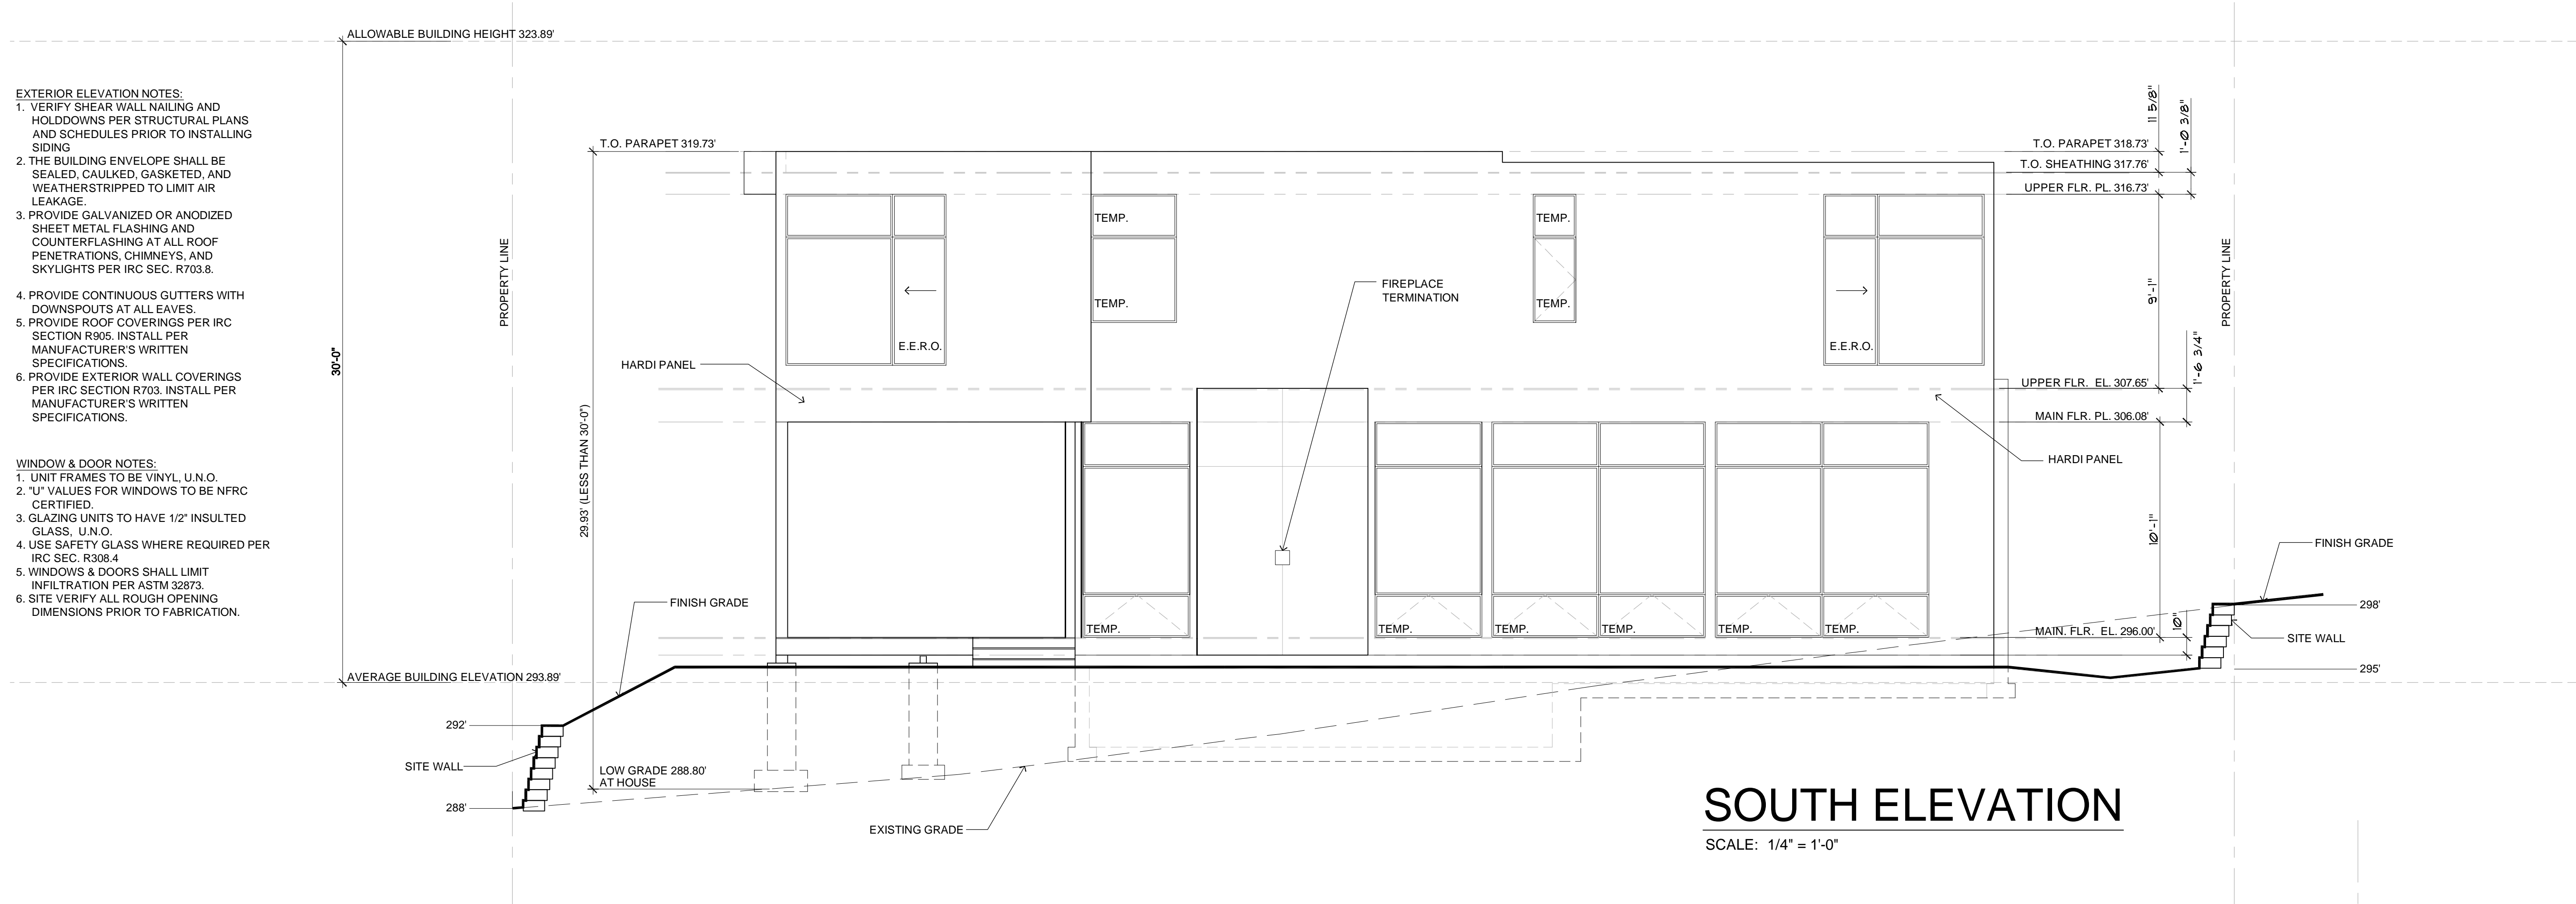 ALLOWABLE BUILDING HEIGHT 323.89'
EXTERIOR ELEVATION NOTES:
1. VERIFY SHEAR WALL NAILING AND
HOLDDOWNS PER STRUCTURAL PLANS
AND SCHEDULES PRIOR TO INSTALLING
SIDING
2. THE BUILDING ENVELOPE SHALL BE
SEALED, CAULKED, GASKETED, AND
WEATHERSTRIPPED TO LIMIT AIR
LEAKAGE.
3. PROVIDE GALVANIZED OR ANODIZED
SHEET METAL FLASHING AND
COUNTERFLASHING AT ALL ROOF
PENETRATIONS, CHIMNEYS, AND
SKYLIGHTS PER IRC SEC. R703.8.
4. PROVIDE CONTINUOUS GUTTERS WITH
DOWNSPOUTS AT ALL EAVES.
5. PROVIDE ROOF COVERINGS PER IRC
SECTION R905. INSTALL PER
MANUFACTURER'S WRITTEN
SPECIFICATIONS.
6. PROVIDE EXTERIOR WALL COVERINGS
PER IRC SECTION R703. INSTALL PER
MANUFACTURER'S WRITTEN
SPECIFICATIONS.
WINDOW & DOOR NOTES:
1. UNIT FRAMES TO BE VINYL, U.N.O.
2. "U" VALUES FOR WINDOWS TO BE NFRC
CERTIFIED.
3. GLAZING UNITS TO HAVE 1/2" INSULTED
GLASS, U.N.O.
4. USE SAFETY GLASS WHERE REQUIRED PER
IRC SEC. R308.4
5. WINDOWS & DOORS SHALL LIMIT
INFILTRATION PER ASTM 32873.
6. SITE VERIFY ALL ROUGH OPENING
DIMENSIONS PRIOR TO FABRICATION.
30'-0"
PROPERTY LINE
T.O. PARAPET 319.73'
29.93' (LESS THAN 30'-0")
HARDI PANEL
FINISH GRADE
AVERAGE BUILDING ELEVATION 293.89'
292'
SITE WALL
288'
LOW GRADE 288.80'
AT HOUSE
EXISTING GRADE
E.E.R.O.
TEMP.
TEMP.
FIREPLACE
TERMINATION
TEMP.
TEMP.
E.E.R.O.
TEMP.
TEMP.
TEMP.
TEMP.
TEMP.
TEMP.
T.O. PARAPET 318.73'
T.O. SHEATHING 317.76'
UPPER FLR. PL. 316.73'
UPPER FLR. EL. 307.65'
MAIN FLR. PL. 306.08'
HARDI PANEL
MAIN. FLR. EL. 296.00'
11 5/8"
1'-0 3/8"
9'-1"
1'-6 3/4"
10'-1"
10"
PROPERTY LINE
FINISH GRADE
298'
SITE WALL
295'
SOUTH ELEVATION
SCALE: 1/4" = 1'-0"